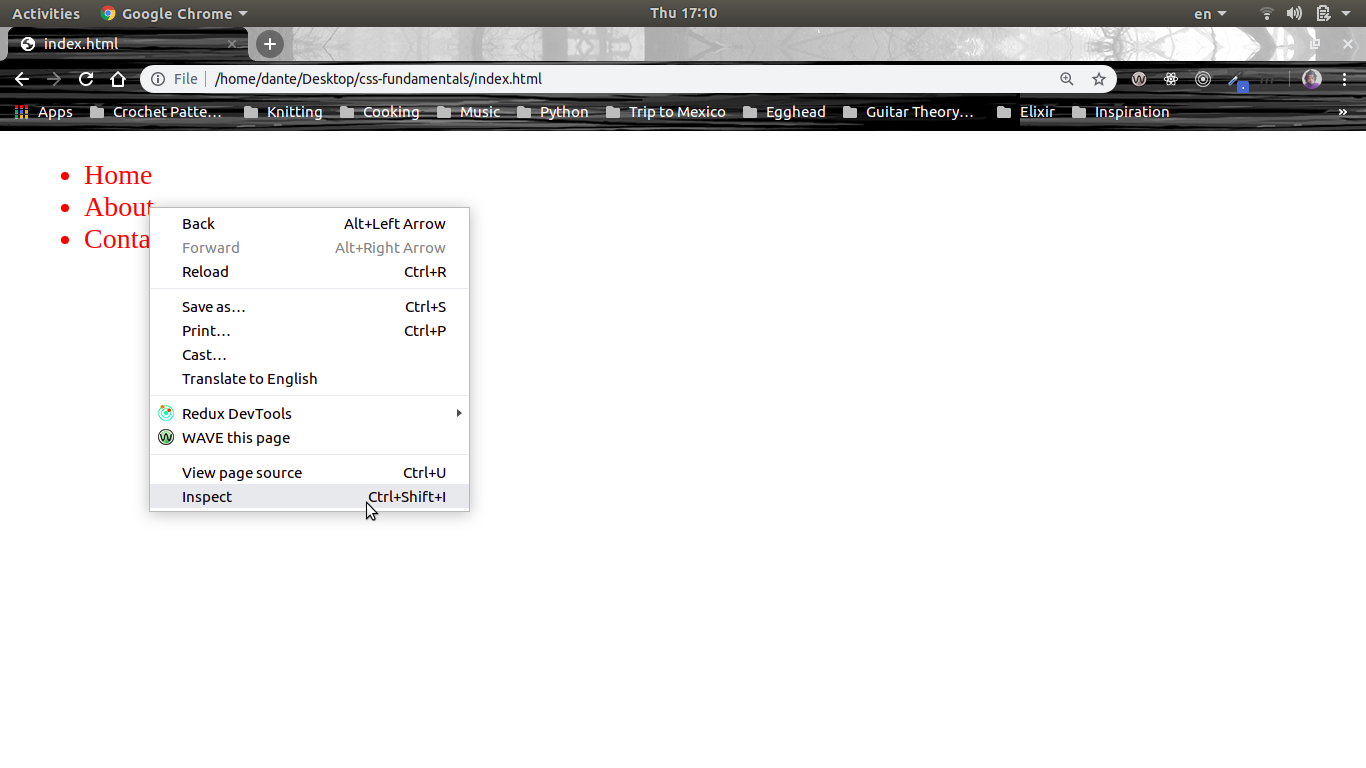 Activities Google Chrome Thu 17:10 en
index.html
File /home/dante/Desktop/css-fundamentals/index.html
Apps Crochet Patte… Knitting Cooking Music Python Trip to Mexico Egghead Guitar Theory… Elixir Inspiration »
Home
About
Conta
Back Alt+Left Arrow
Forward Alt+Right Arrow
Reload Ctrl+R
Save as… Ctrl+S
Print… Ctrl+P
Cast…
Translate to English
Redux DevTools
WAVE this page
View page source Ctrl+U
Inspect Ctrl+Shift+I